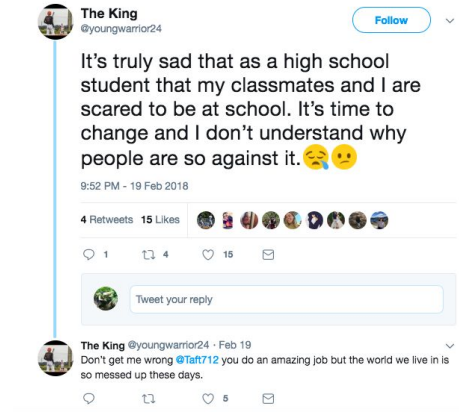 The King
@youngwarrior24
Follow
It's truly sad that as a high school
student that my classmates and I are
scared to be at school. It's time to
change and I don't understand why
people are so against it.😪😕
9:52 PM - 19 Feb 2018
4 Retweets 15 Likes
1 4 15
Tweet your reply
The King @youngwarrior24 · Feb 19
Don't get me wrong @Taft712 you do an amazing job but the world we live in is
so messed up these days.
5